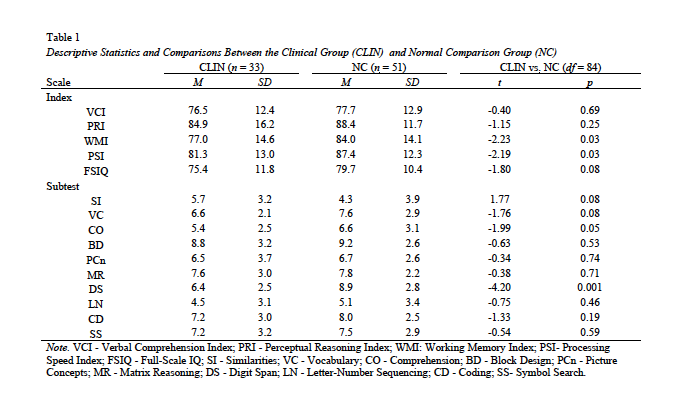 Table 1
Descriptive Statistics and Comparisons Between the Clinical Group (CLIN) and Normal Comparison Group (NC)
CLIN (n = 33) NC (n = 51) CLIN vs. NC (df = 84)
Scale M SD M SD t p
Index
VCI 76.5 12.4 77.7 12.9 -0.40 0.69
PRI 84.9 16.2 88.4 11.7 -1.15 0.25
WMI 77.0 14.6 84.0 14.1 -2.23 0.03
PSI 81.3 13.0 87.4 12.3 -2.19 0.03
FSIQ 75.4 11.8 79.7 10.4 -1.80 0.08
Subtest
SI 5.7 3.2 4.3 3.9 1.77 0.08
VC 6.6 2.1 7.6 2.9 -1.76 0.08
CO 5.4 2.5 6.6 3.1 -1.99 0.05
BD 8.8 3.2 9.2 2.6 -0.63 0.53
PCn 6.5 3.7 6.7 2.6 -0.34 0.74
MR 7.6 3.0 7.8 2.2 -0.38 0.71
DS 6.4 2.5 8.9 2.8 -4.20 0.001
LN 4.5 3.1 5.1 3.4 -0.75 0.46
CD 7.2 3.0 8.0 2.5 -1.33 0.19
SS 7.2 3.2 7.5 2.9 -0.54 0.59
Note. VCI - Verbal Comprehension Index; PRI - Perceptual Reasoning Index; WMI: Working Memory Index; PSI- Processing
Speed Index; FSIQ - Full-Scale IQ; SI - Similarities; VC - Vocabulary; CO - Comprehension; BD - Block Design; PCn - Picture
Concepts; MR - Matrix Reasoning; DS - Digit Span; LN - Letter-Number Sequencing; CD - Coding; SS- Symbol Search.